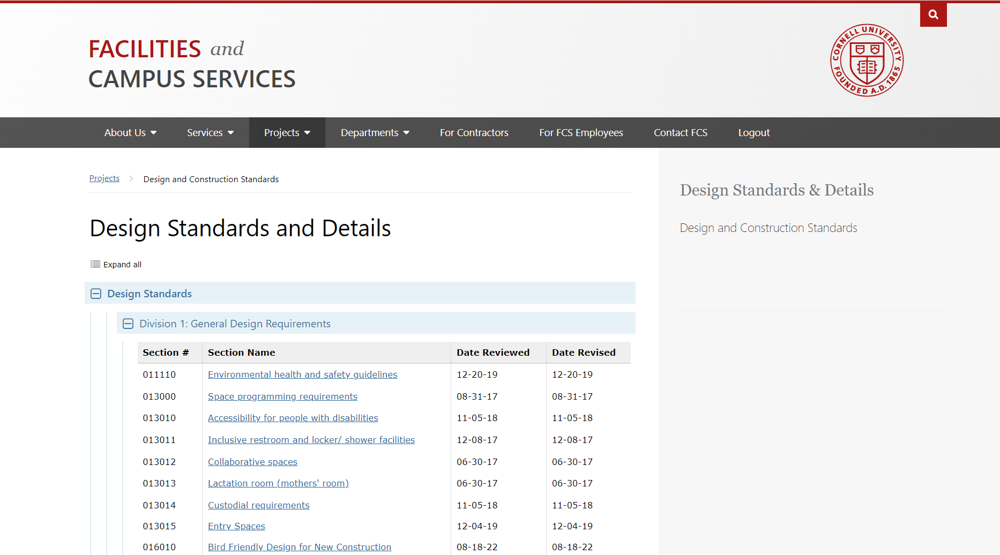 FACILITIES and
CAMPUS SERVICES
CORNELL UNIVERSITY
FOUNDED A.D. 1865
About Us Services Projects Departments For Contractors For FCS Employees Contact FCS Logout
Projects Design and Construction Standards
Design Standards and Details
Expand all
Design Standards
Division 1: General Design Requirements
Section # Section Name Date Reviewed Date Revised
011110 Environmental health and safety guidelines 12-20-19 12-20-19
013000 Space programming requirements 08-31-17 08-31-17
013010 Accessibility for people with disabilities 11-05-18 11-05-18
013011 Inclusive restroom and locker/ shower facilities 12-08-17 12-08-17
013012 Collaborative spaces 06-30-17 06-30-17
013013 Lactation room (mothers' room) 06-30-17 06-30-17
013014 Custodial requirements 11-05-18 11-05-18
013015 Entry Spaces 12-04-19 12-04-19
016010 Bird Friendly Design for New Construction 08-18-22 08-18-22
Design Standards & Details
Design and Construction Standards